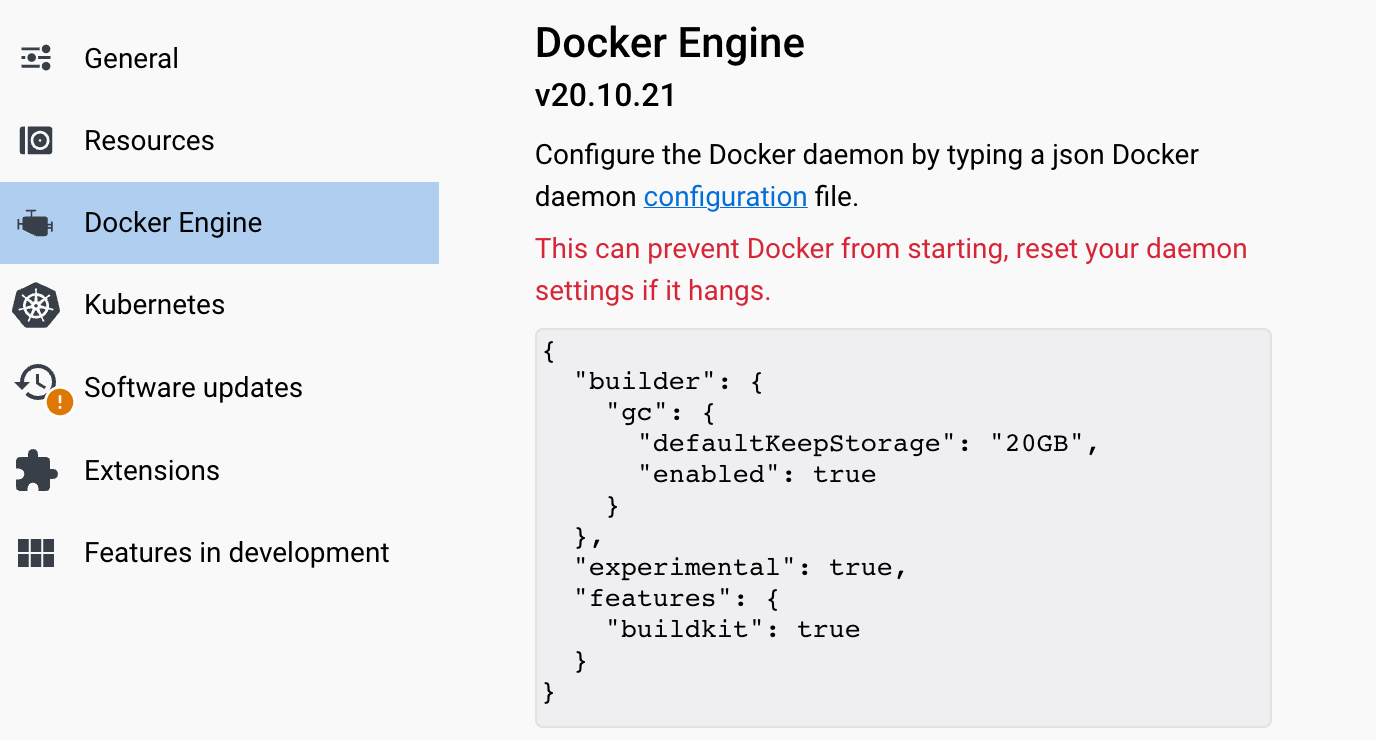 General
Resources
Docker Engine
Kubernetes
!
Software updates
Extensions
Features in development
Docker Engine
v20.10.21
Configure the Docker daemon by typing a json Docker
daemon configuration file.
This can prevent Docker from starting, reset your daemon
settings if it hangs.
{
  "builder": {
    "gc": {
      "defaultKeepStorage": "20GB",
      "enabled": true
    }
  },
  "experimental": true,
  "features": {
    "buildkit": true
  }
}